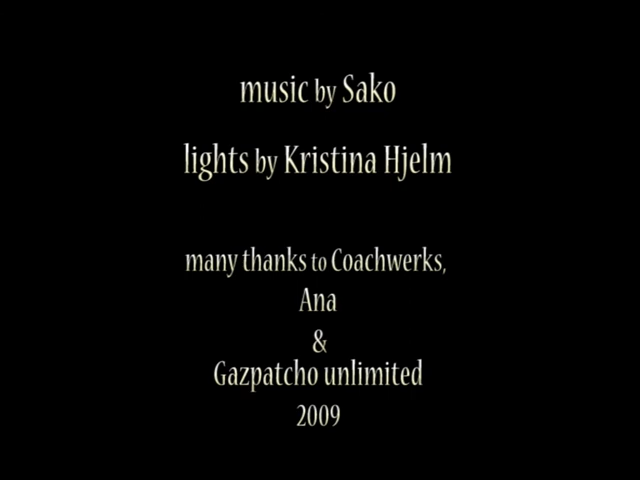 music by Sako
lights by Kristina Hjelm
many thanks to Coachwerks,
Ana
&
Gazpatcho unlimited
2009